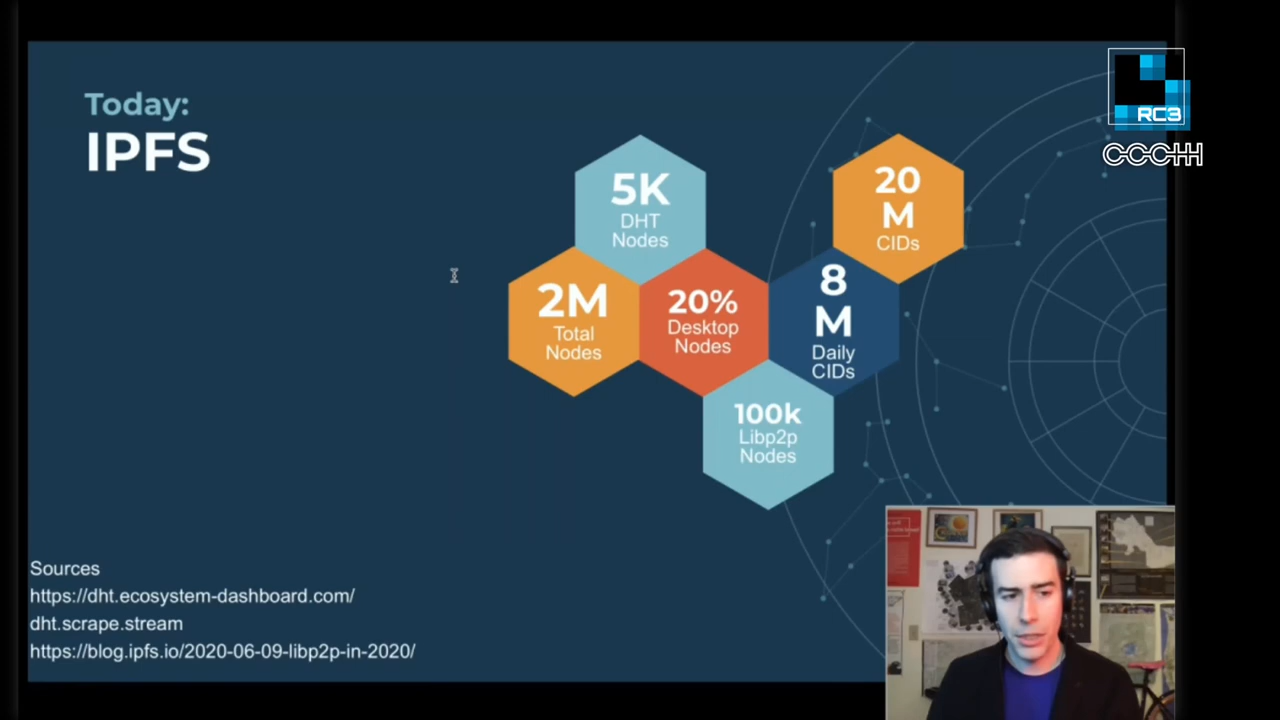 Today:
IPFS
5K
DHT
Nodes
20
M
CIDs
2M
Total
Nodes
20%
Desktop
Nodes
8
M
Daily
CIDs
100k
Libp2p
Nodes
Sources
https://dht.ecosystem-dashboard.com/
dht.scrape.stream
https://blog.ipfs.io/2020-06-09-libp2p-in-2020/
RC3
CCCHH